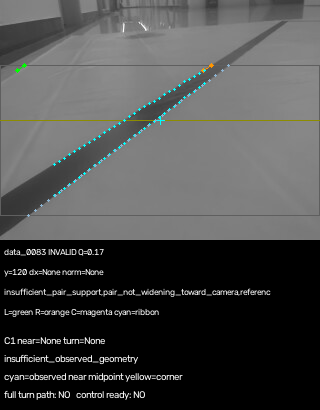 data_0083 INVALID Q=0.17
y=120 dx=None norm=None
insufficient_pair_support,pair_not_widening_toward_camera,referenc
L=green R=orange C=magenta cyan=ribbon
C1 near=None turn=None
insufficient_observed_geometry
cyan=observed near midpoint yellow=corner
full turn path: NO control ready: NO